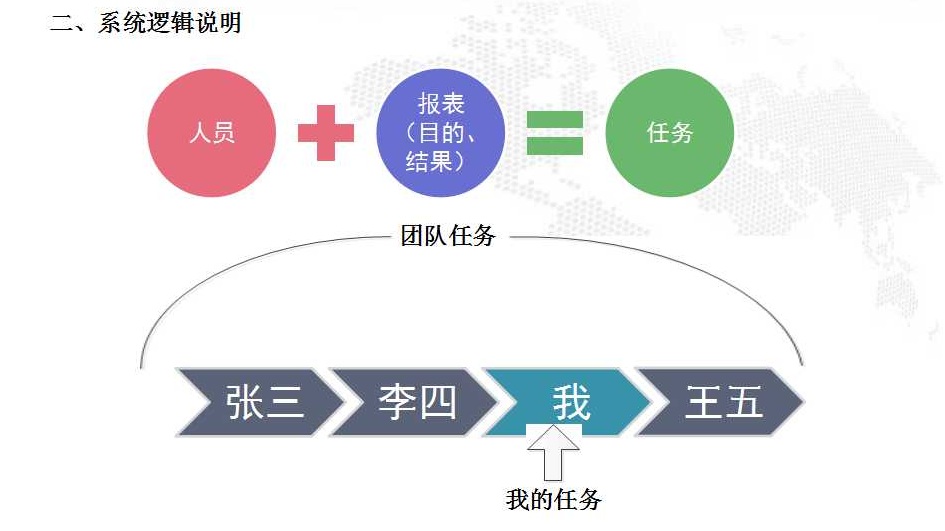 二、系统逻辑说明
人员
报表
（目的、
结果）
任务
团队任务
张三
李四
我
王五
我的任务